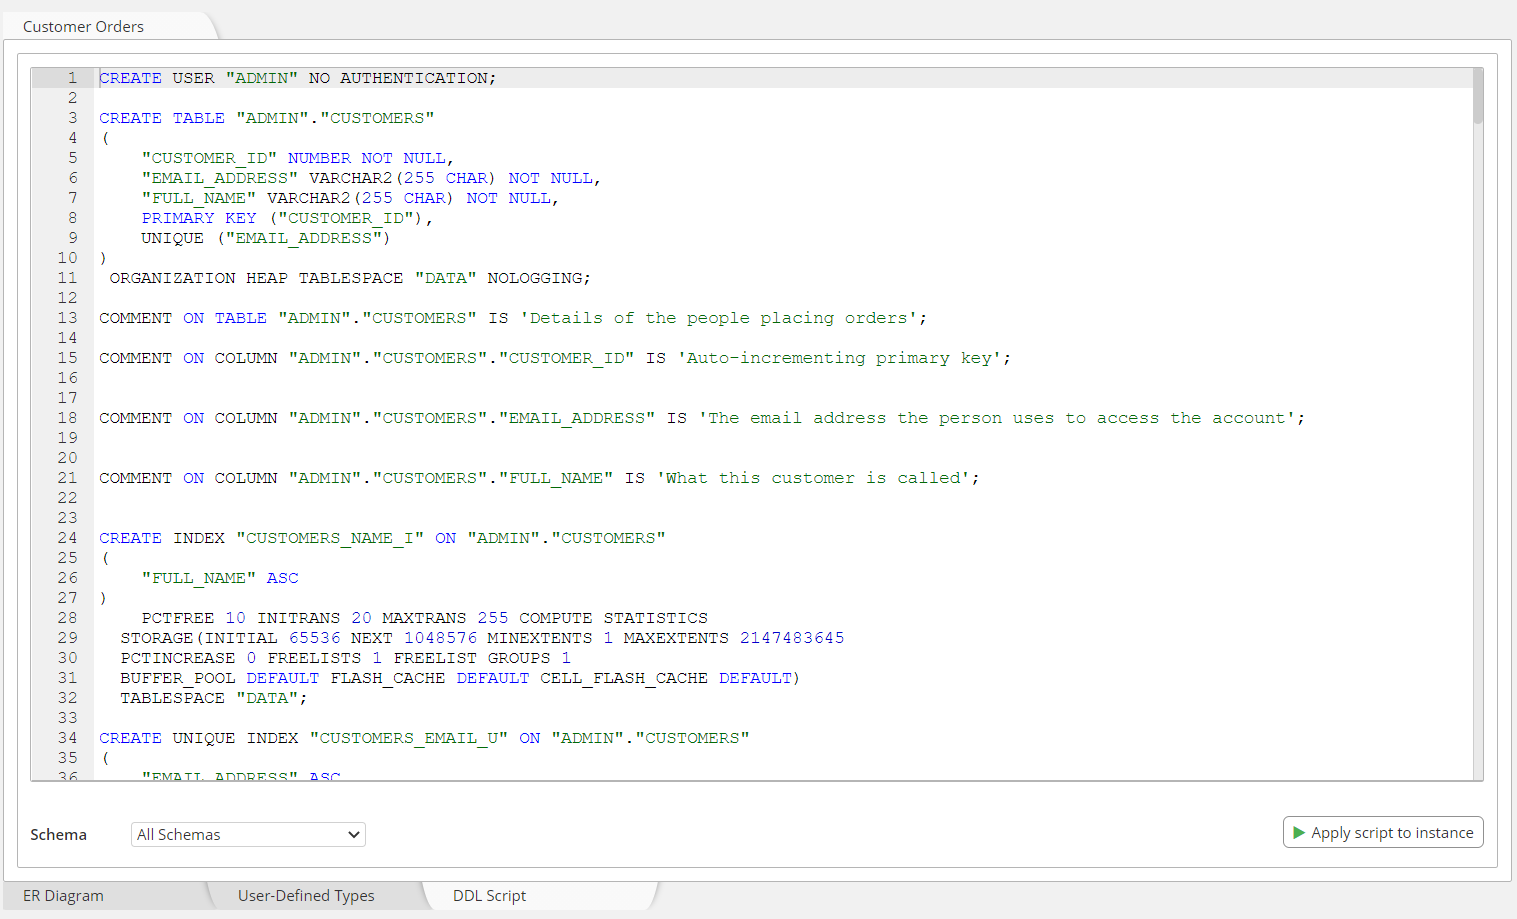 Customer Orders
1 CREATE USER "ADMIN" NO AUTHENTICATION;
2
3 CREATE TABLE "ADMIN"."CUSTOMERS"
4 (
5     "CUSTOMER_ID" NUMBER NOT NULL,
6     "EMAIL_ADDRESS" VARCHAR2(255 CHAR) NOT NULL,
7     "FULL_NAME" VARCHAR2(255 CHAR) NOT NULL,
8     PRIMARY KEY ("CUSTOMER_ID"),
9     UNIQUE ("EMAIL_ADDRESS")
10 )
11  ORGANIZATION HEAP TABLESPACE "DATA" NOLOGGING;
12
13 COMMENT ON TABLE "ADMIN"."CUSTOMERS" IS 'Details of the people placing orders';
14
15 COMMENT ON COLUMN "ADMIN"."CUSTOMERS"."CUSTOMER_ID" IS 'Auto-incrementing primary key';
16
17
18 COMMENT ON COLUMN "ADMIN"."CUSTOMERS"."EMAIL_ADDRESS" IS 'The email address the person uses to access the account';
19
20
21 COMMENT ON COLUMN "ADMIN"."CUSTOMERS"."FULL_NAME" IS 'What this customer is called';
22
23
24 CREATE INDEX "CUSTOMERS_NAME_I" ON "ADMIN"."CUSTOMERS"
25 (
26     "FULL_NAME" ASC
27 )
28     PCTFREE 10 INITRANS 20 MAXTRANS 255 COMPUTE STATISTICS
29   STORAGE(INITIAL 65536 NEXT 1048576 MINEXTENTS 1 MAXEXTENTS 2147483645
30   PCTINCREASE 0 FREELISTS 1 FREELIST GROUPS 1
31   BUFFER_POOL DEFAULT FLASH_CACHE DEFAULT CELL_FLASH_CACHE DEFAULT)
32   TABLESPACE "DATA";
33
34 CREATE UNIQUE INDEX "CUSTOMERS_EMAIL_U" ON "ADMIN"."CUSTOMERS"
35 (
36     "EMAIL_ADDRESS" ASC
Schema All Schemas Apply script to instance
ER Diagram User-Defined Types DDL Script